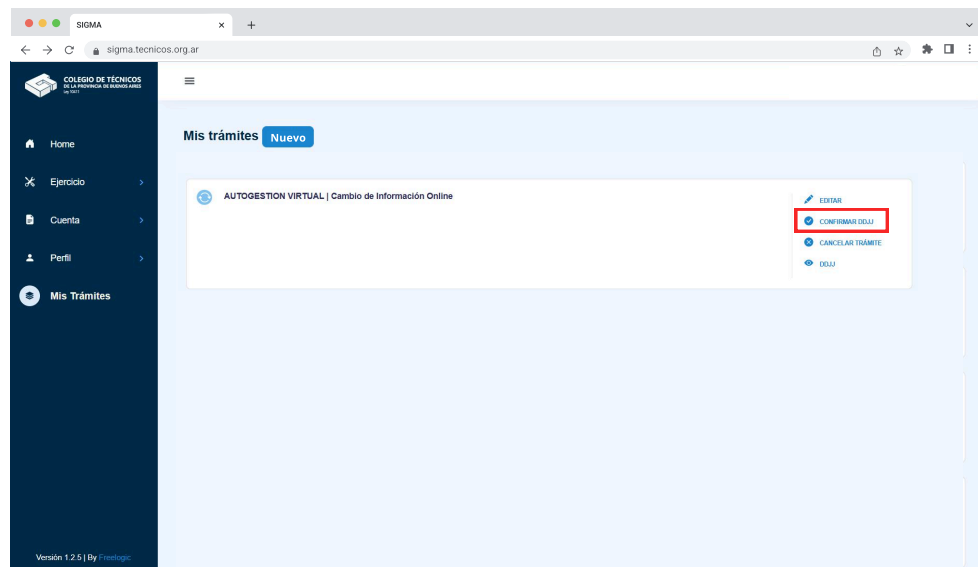 SIGMA
sigma.tecnicos.org.ar
COLEGIO DE TÉCNICOS
DE LA PROVINCIA DE BUENOS AIRES
Ley 10411
Home
Ejercicio
Cuenta
Perfil
Mis Trámites
Versión 1.2.5 | By Freelogic
Mis trámites Nuevo
AUTOGESTION VIRTUAL | Cambio de Información Online
EDITAR
CONFIRMAR DDJJ
CANCELAR TRÁMITE
DDJJ